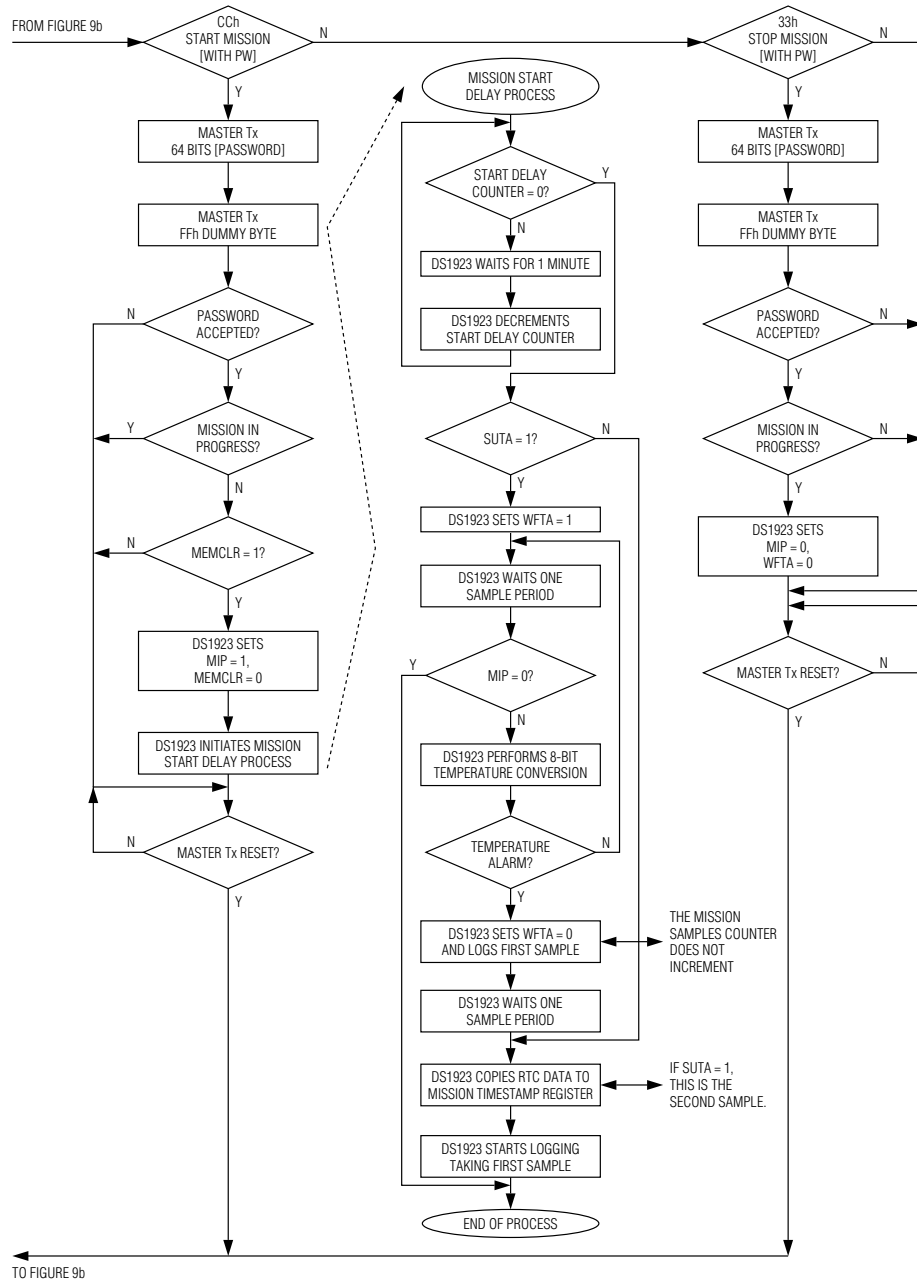 FROM FIGURE 9b
CCh
START MISSION
[WITH PW]
N
Y
MASTER Tx
64 BITS [PASSWORD]
MASTER Tx
FFh DUMMY BYTE
PASSWORD
ACCEPTED?
N
Y
MISSION IN
PROGRESS?
Y
N
MEMCLR = 1?
N
Y
DS1923 SETS
MIP = 1,
MEMCLR = 0
DS1923 INITIATES MISSION
START DELAY PROCESS
MASTER Tx RESET?
N
Y
MISSION START
DELAY PROCESS
START DELAY
COUNTER = 0?
Y
N
DS1923 WAITS FOR 1 MINUTE
DS1923 DECREMENTS
START DELAY COUNTER
SUTA = 1?
N
Y
DS1923 SETS WFTA = 1
DS1923 WAITS ONE
SAMPLE PERIOD
MIP = 0?
Y
N
DS1923 PERFORMS 8-BIT
TEMPERATURE CONVERSION
TEMPERATURE
ALARM?
N
Y
DS1923 SETS WFTA = 0
AND LOGS FIRST SAMPLE
THE MISSION
SAMPLES COUNTER
DOES NOT
INCREMENT
DS1923 WAITS ONE
SAMPLE PERIOD
DS1923 COPIES RTC DATA TO
MISSION TIMESTAMP REGISTER
IF SUTA = 1,
THIS IS THE
SECOND SAMPLE.
DS1923 STARTS LOGGING
TAKING FIRST SAMPLE
END OF PROCESS
33h
STOP MISSION
[WITH PW]
N
Y
MASTER Tx
64 BITS [PASSWORD]
MASTER Tx
FFh DUMMY BYTE
PASSWORD
ACCEPTED?
N
Y
MISSION IN
PROGRESS?
N
Y
DS1923 SETS
MIP = 0,
WFTA = 0
MASTER Tx RESET?
N
Y
TO FIGURE 9b